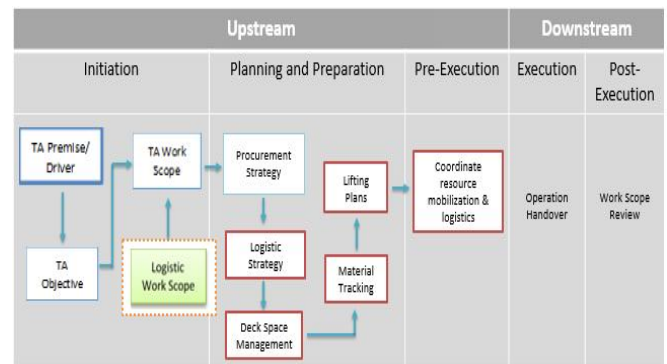 Upstream
Downstream
Initiation
Planning and Preparation
Pre-Execution
Execution
Post-
Execution
TA Premise/
Driver
TA
Objective
TA Work
Scope
Logistic
Work Scope
Procurement
Strategy
Logistic
Strategy
Deck Space
Management
Material
Tracking
Lifting
Plans
Coordinate
resource
mobilization &
logistics
Operation
Handover
Work Scope
Review